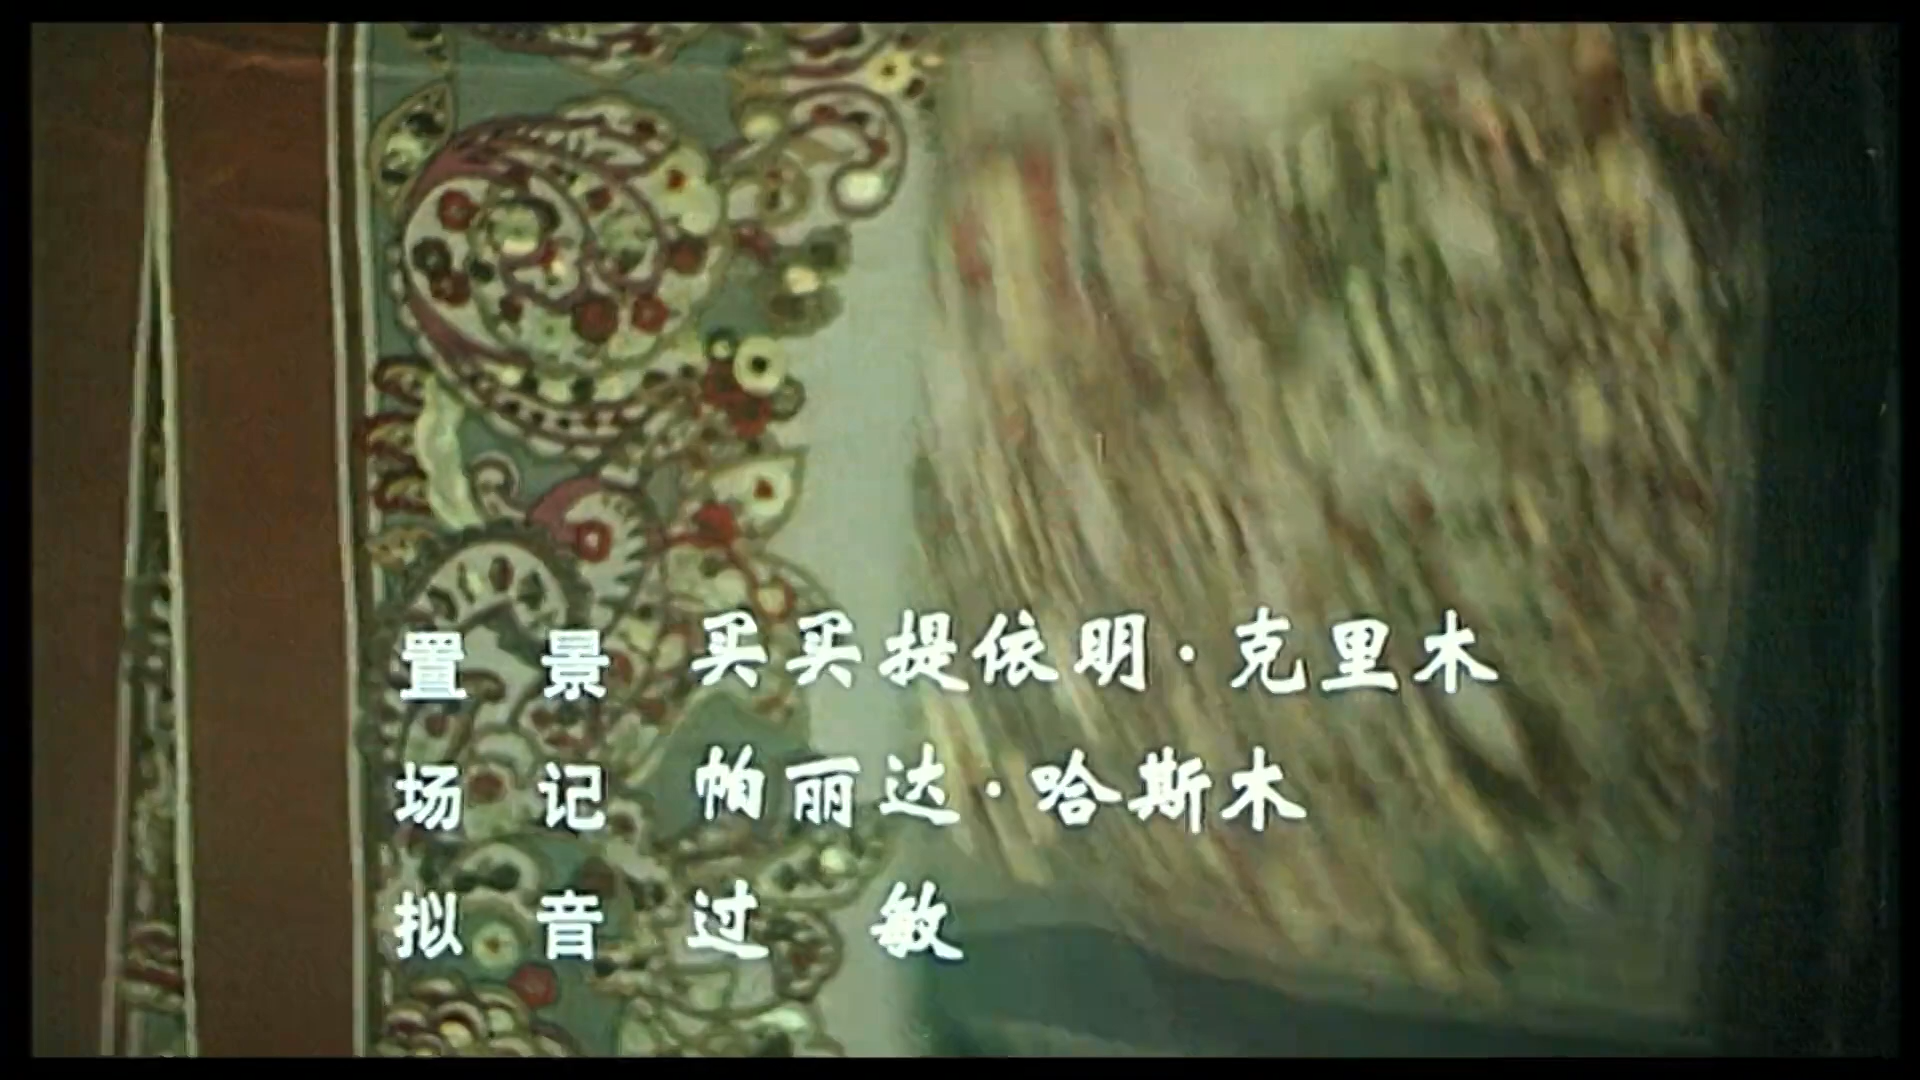 置 景 买买提依明·克里木
场 记 帕丽达·哈斯木
拟 音 过 敏